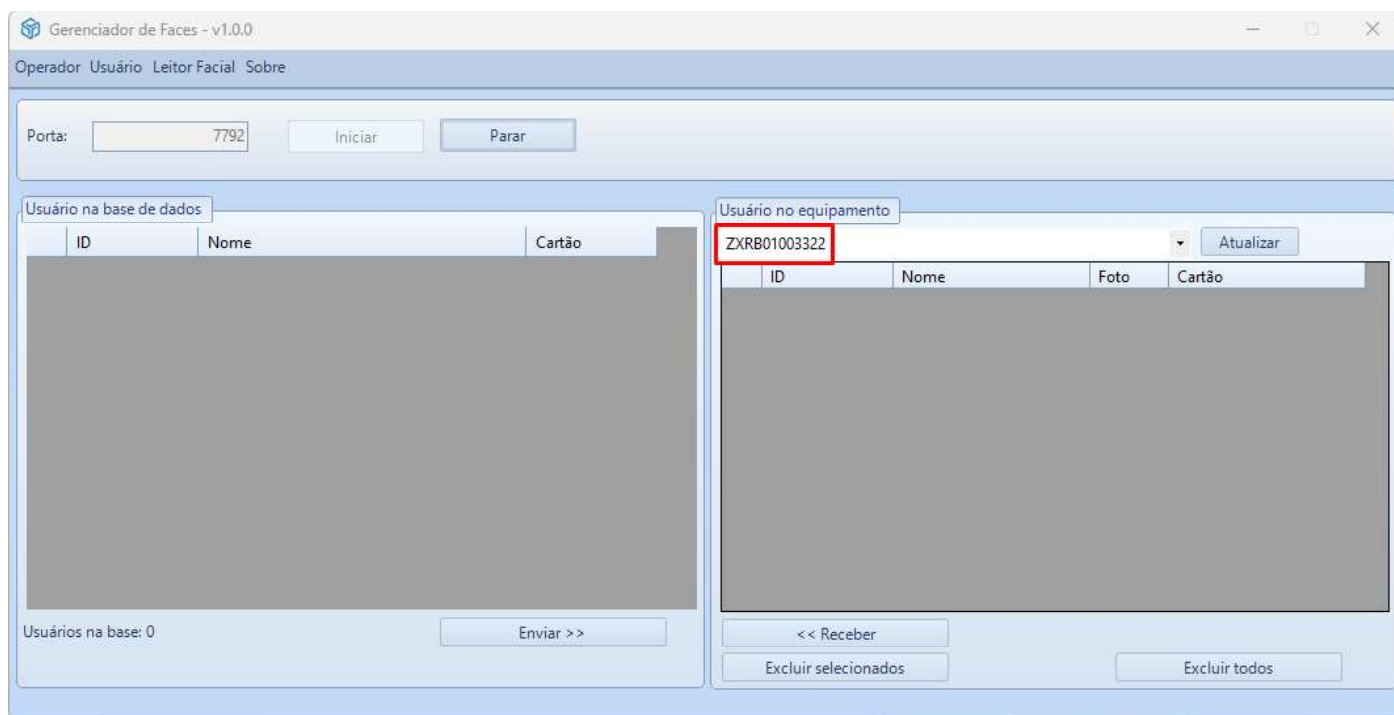 Gerenciador de Faces - v1.0.0
Operador Usuário Leitor Facial Sobre
Porta: 7792 Iniciar Parar
Usuário na base de dados
ID Nome Cartão
Usuários na base: 0 Enviar >>
Usuário no equipamento
ZXRB01003322 Atualizar
ID Nome Foto Cartão
<< Receber
Excluir selecionados Excluir todos